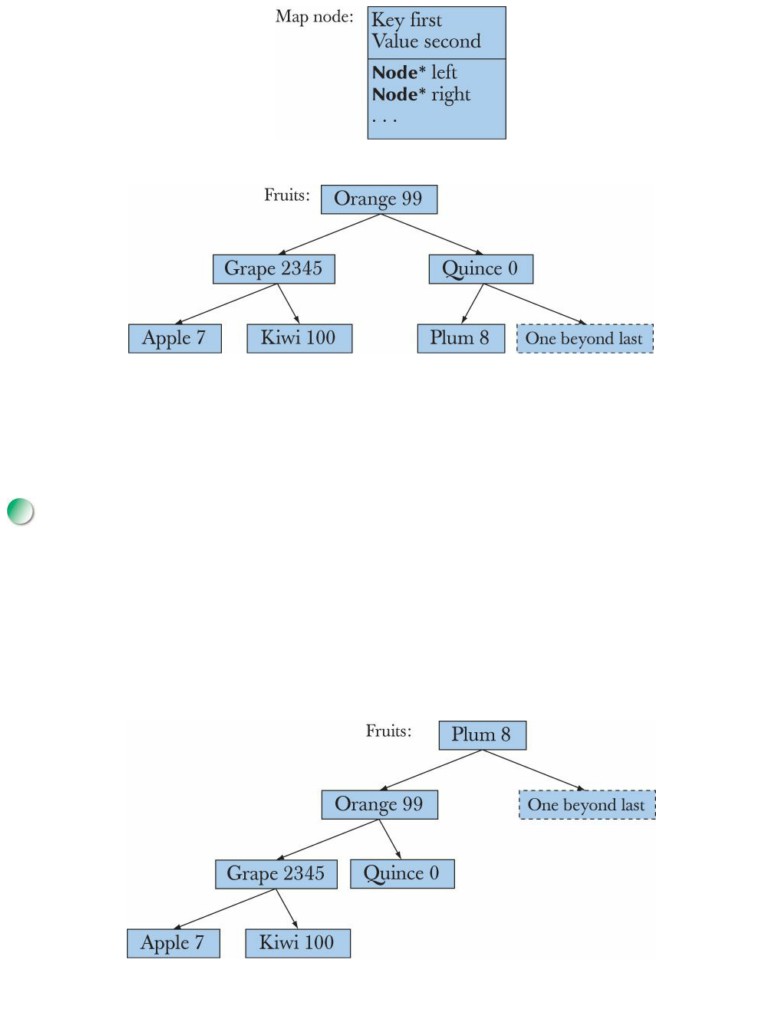 Map node:
Key first
Value second
Node* left
Node* right
. . .
Fruits:
Orange 99
Grape 2345
Quince 0
Apple 7
Kiwi 100
Plum 8
One beyond last
Fruits:
Plum 8
Orange 99
One beyond last
Grape 2345
Quince 0
Apple 7
Kiwi 100